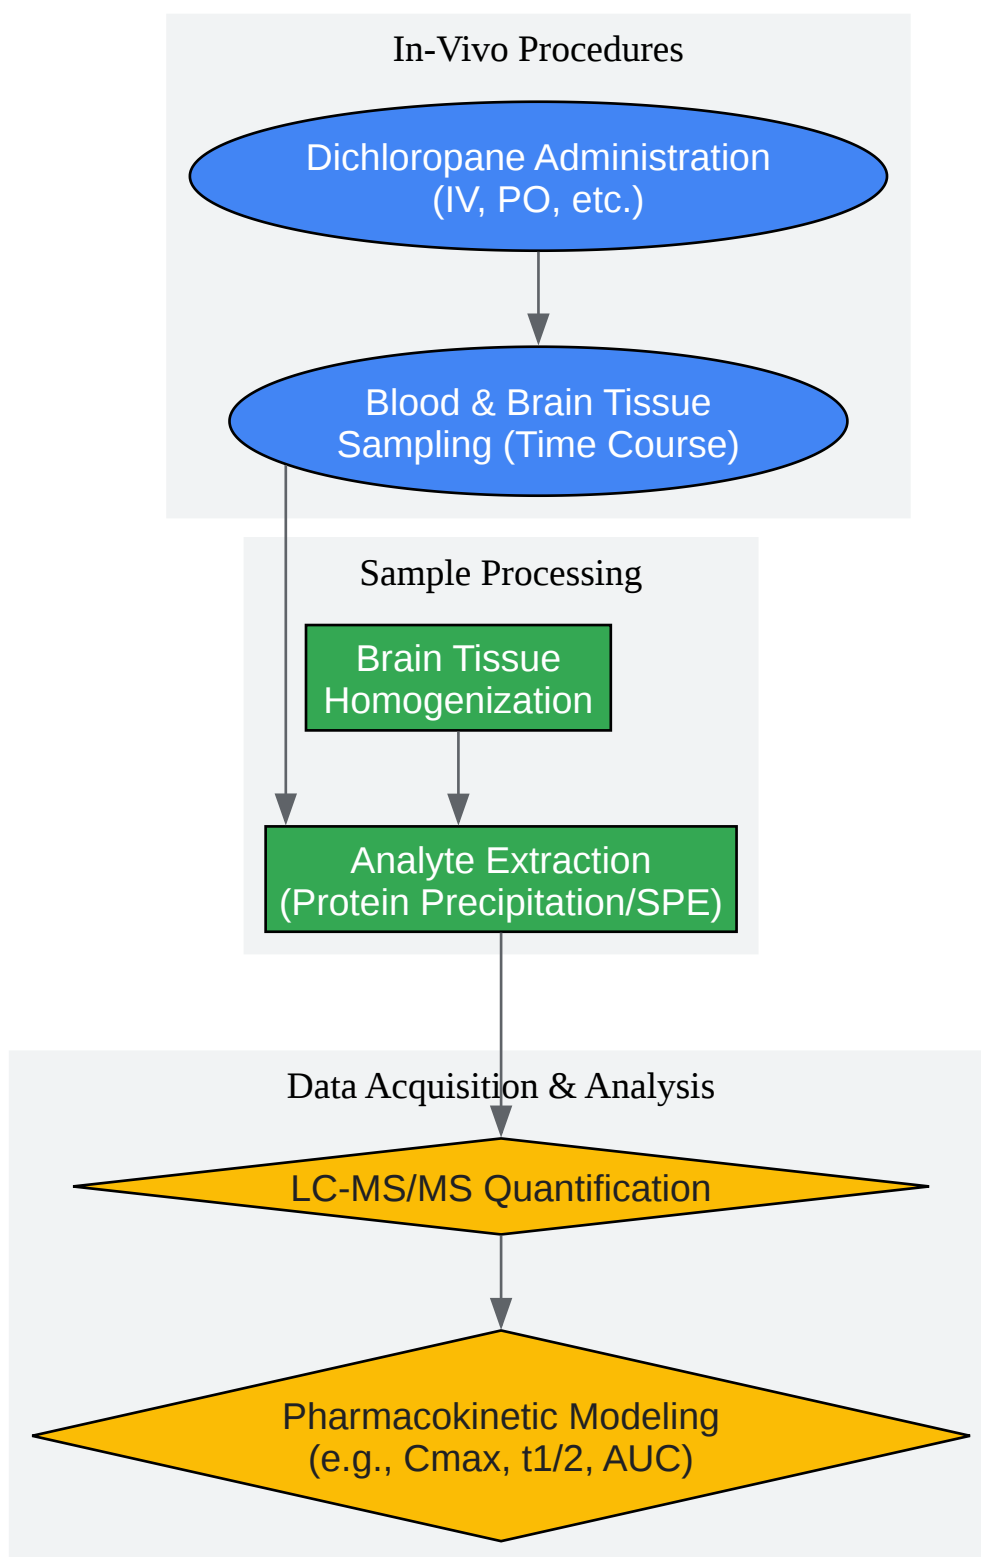 In-Vivo Procedures
Dichloropane Administration
(IV, PO, etc.)
Blood & Brain Tissue
Sampling (Time Course)
Sample Processing
Brain Tissue
Homogenization
Analyte Extraction
(Protein Precipitation/SPE)
Data Acquisition & Analysis
LC-MS/MS Quantification
Pharmacokinetic Modeling
(e.g., Cmax, t1/2, AUC)